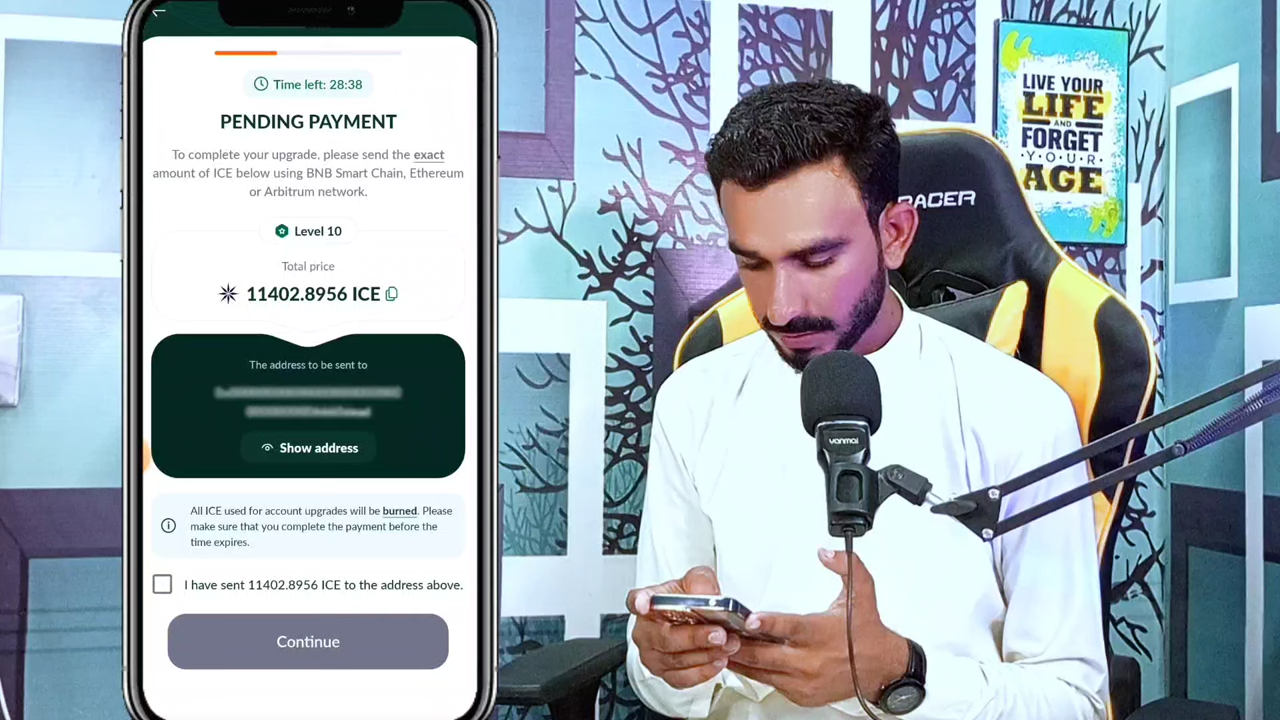 Time left: 28:38
PENDING PAYMENT
To complete your upgrade, please send the exact
amount of ICE below using BNB Smart Chain, Ethereum
or Arbitrum network.
Level 10
Total price
11402.8956 ICE
The address to be sent to
Show address
All ICE used for account upgrades will be burned. Please
make sure that you complete the payment before the
time expires.
I have sent 11402.8956 ICE to the address above.
Continue
LIVE YOUR
LIFE
AND
FORGET
·Y·O·U·R·
AGE
RACER
vanmai